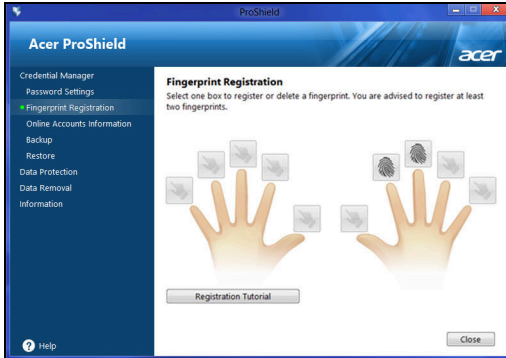 ProShield
Acer ProShield
acer
Credential Manager
Password Settings
Fingerprint Registration
Online Accounts Information
Backup
Restore
Data Protection
Data Removal
Information
Help
Fingerprint Registration
Select one box to register or delete a fingerprint. You are advised to register at least
two fingerprints.
Registration Tutorial
Close